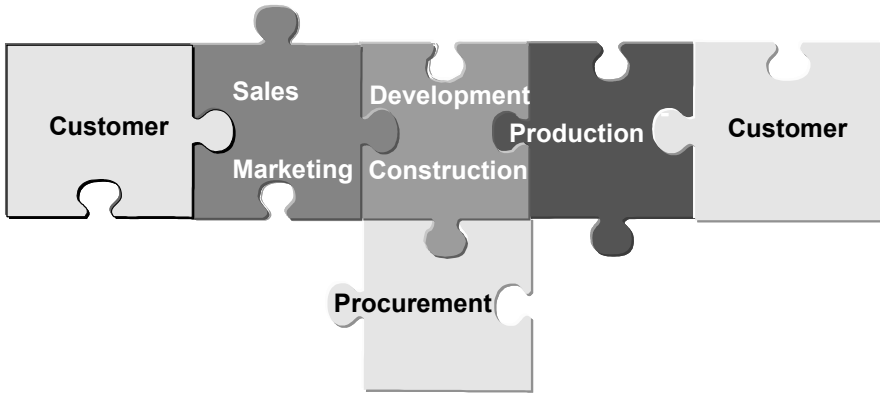 Customer
Sales
Marketing
Development
Construction
Production
Customer
Procurement